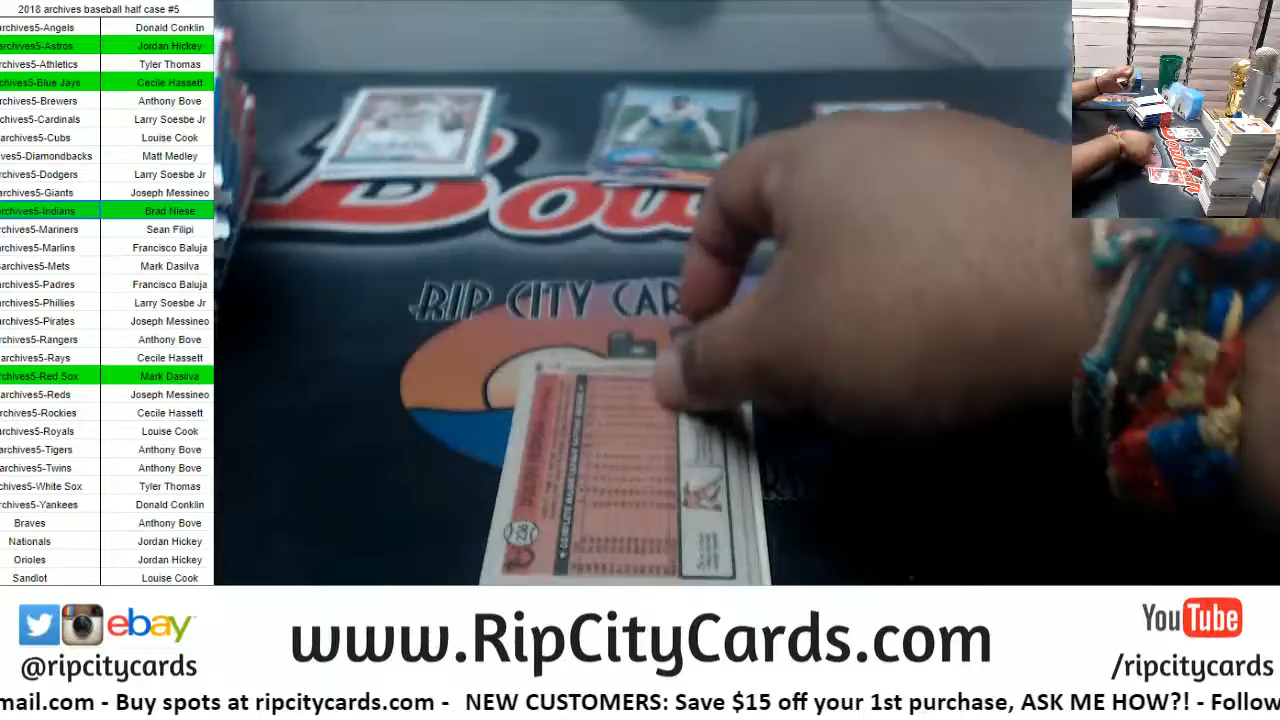 2018 archives baseball half case #5
archives5-Angels Donald Conklin
archives5-Astros Jordan Hickey
archives5-Athletics Tyler Thomas
rchives5-Blue Jays Cecile Hassett
archives5-Brewers Anthony Bove
archives5-Cardinals Larry Soesbe Jr
archives5-Cubs Louise Cook
ives5-Diamondbacks Matt Medley
archives5-Dodgers Larry Soesbe Jr
archives5-Giants Joseph Messineo
archives5-Indians Brad Niese
archives5-Mariners Sean Filipi
archives5-Marlins Francisco Baluja
archives5-Mets Mark Dasilva
archives5-Padres Francisco Baluja
archives5-Phillies Larry Soesbe Jr
archives5-Pirates Joseph Messineo
archives5-Rangers Anthony Bove
archives5-Rays Cecile Hassett
rchives5-Red Sox Mark Dasilva
archives5-Reds Joseph Messineo
archives5-Rockies Cecile Hassett
archives5-Royals Louise Cook
archives5-Tigers Anthony Bove
archives5-Twins Anthony Bove
archives5-White Sox Tyler Thomas
archives5-Yankees Donald Conklin
Braves Anthony Bove
Nationals Jordan Hickey
Orioles Jordan Hickey
Sandlot Louise Cook
Bow
RIP CITY CAR
236
ebay
@ripcitycards
www.RipCityCards.com
YouTube
/ripcitycards
mail.com - Buy spots at ripcitycards.com - NEW CUSTOMERS: Save $15 off your 1st purchase, ASK ME HOW?! - Follow